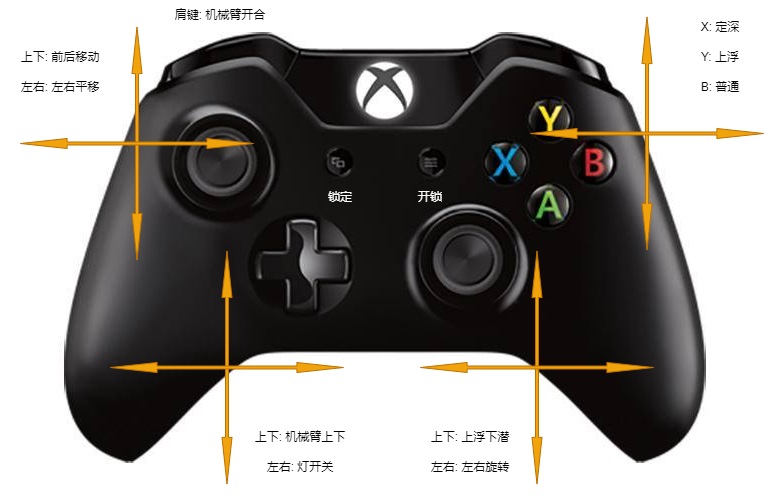 肩键: 机械臂开合
上下: 前后移动
左右: 左右平移
X: 定深
Y: 上浮
B: 普通
Y
X
B
A
锁定
开锁
上下: 机械臂上下
左右: 灯开关
上下: 上浮下潜
左右: 左右旋转